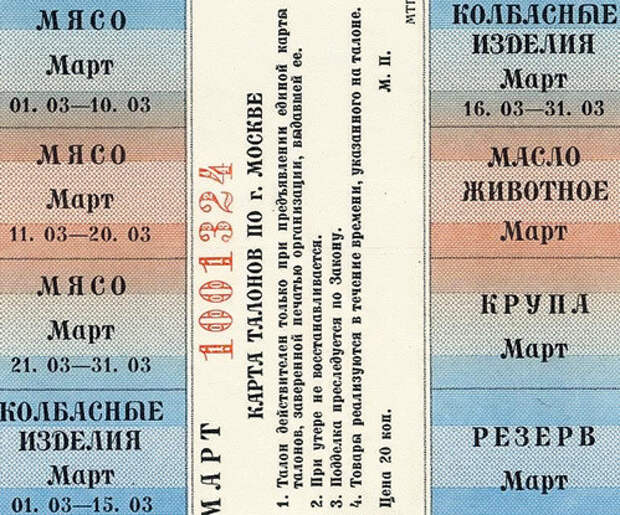 МЯСО
Март
01. 03—10. 03
МЯСО
Март
11. 03—20. 03
МЯСО
Март
21. 03—31. 03
КОЛБАСНЫЕ
ИЗДЕЛИЯ
Март
01. 03—15. 03
МАРТ
1001324
КАРТА ТАЛОНОВ ПО г. МОСКВЕ
1. Талон действителен только при предъявлении единой карты
талонов, заверенной печатью организации, выдавшей ее.
2. При утере не восстанавливается.
3. Подделка преследуется по Закону.
4. Товары реализуются в течение времени, указанного на талоне.
Цена 20 коп.
М. П.
МТГ
КОЛБАСНЫЕ
ИЗДЕЛИЯ
Март
16. 03—31. 03
МАСЛО
ЖИВОТНОЕ
Март
КРУПА
Март
РЕЗЕРВ
Март